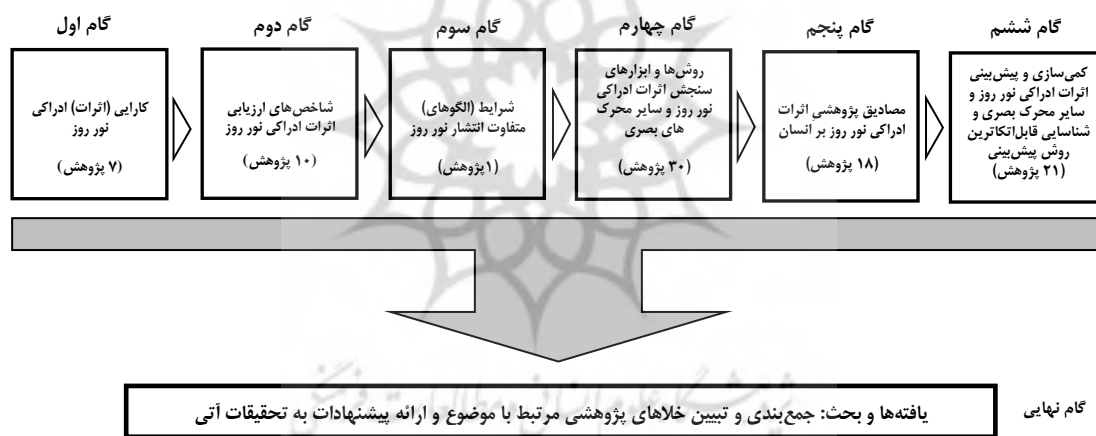 گام اول
گام دوم
گام سوم
گام چهارم
گام پنجم
گام ششم
کارایی (اثرات) ادراکی
نور روز
(۷ پژوهش)
شاخص‌های ارزیابی
اثرات ادراکی نور روز
(۱۰ پژوهش)
شرایط (الگوهای)
متفاوت انتشار نور روز
(۱پژوهش)
روش‌ها و ابزارهای
سنجش اثرات ادراکی
نور روز و سایر محرک
های بصری
(۳۰ پژوهش)
مصادیق پژوهشیِ اثرات
ادراکی نور روز بر انسان
(۱۸ پژوهش)
کمی‌سازی و پیش‌بینی
اثرات ادراکی نور روز و
سایر محرک بصری و
شناسایی قابل‌اتکاترین
روش پیش‌بینی
(۲۱ پژوهش)
پژوهشگاه علوم انسانی و مطالعات فرهنگی
گام نهایی
یافته‌ها و بحث: جمع‌بندی و تبیین خلاهای پژوهشی مرتبط با موضوع و ارائه پیشنهادات به تحقیقات آتی